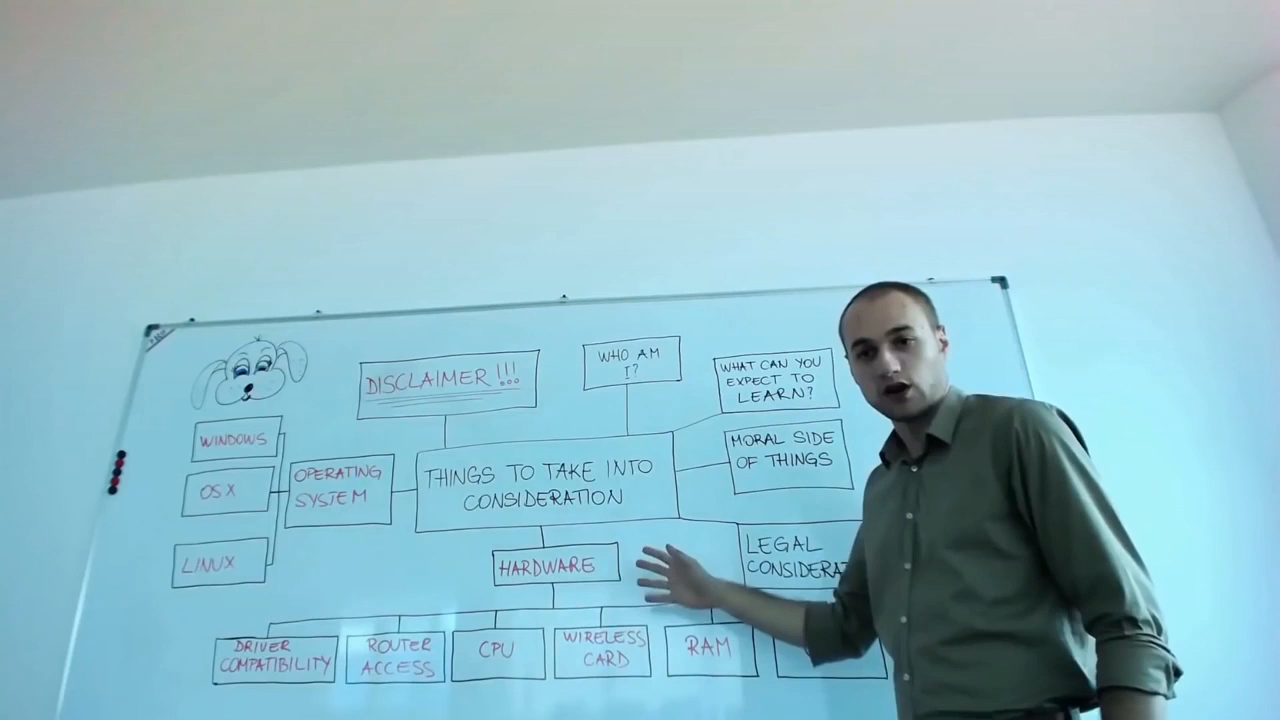 DISCLAIMER!!!
WHO AM
I?
WHAT CAN YOU
EXPECT TO
LEARN?
WINDOWS
OSX
LINUX
OPERATING
SYSTEM
THINGS TO TAKE INTO
CONSIDERATION
MORAL SIDE
OF THINGS
HARDWARE
LEGAL
DRIVER
COMPATIBILITY
ROUTER
ACCESS
CPU
WIRELESS
CARD
RAM